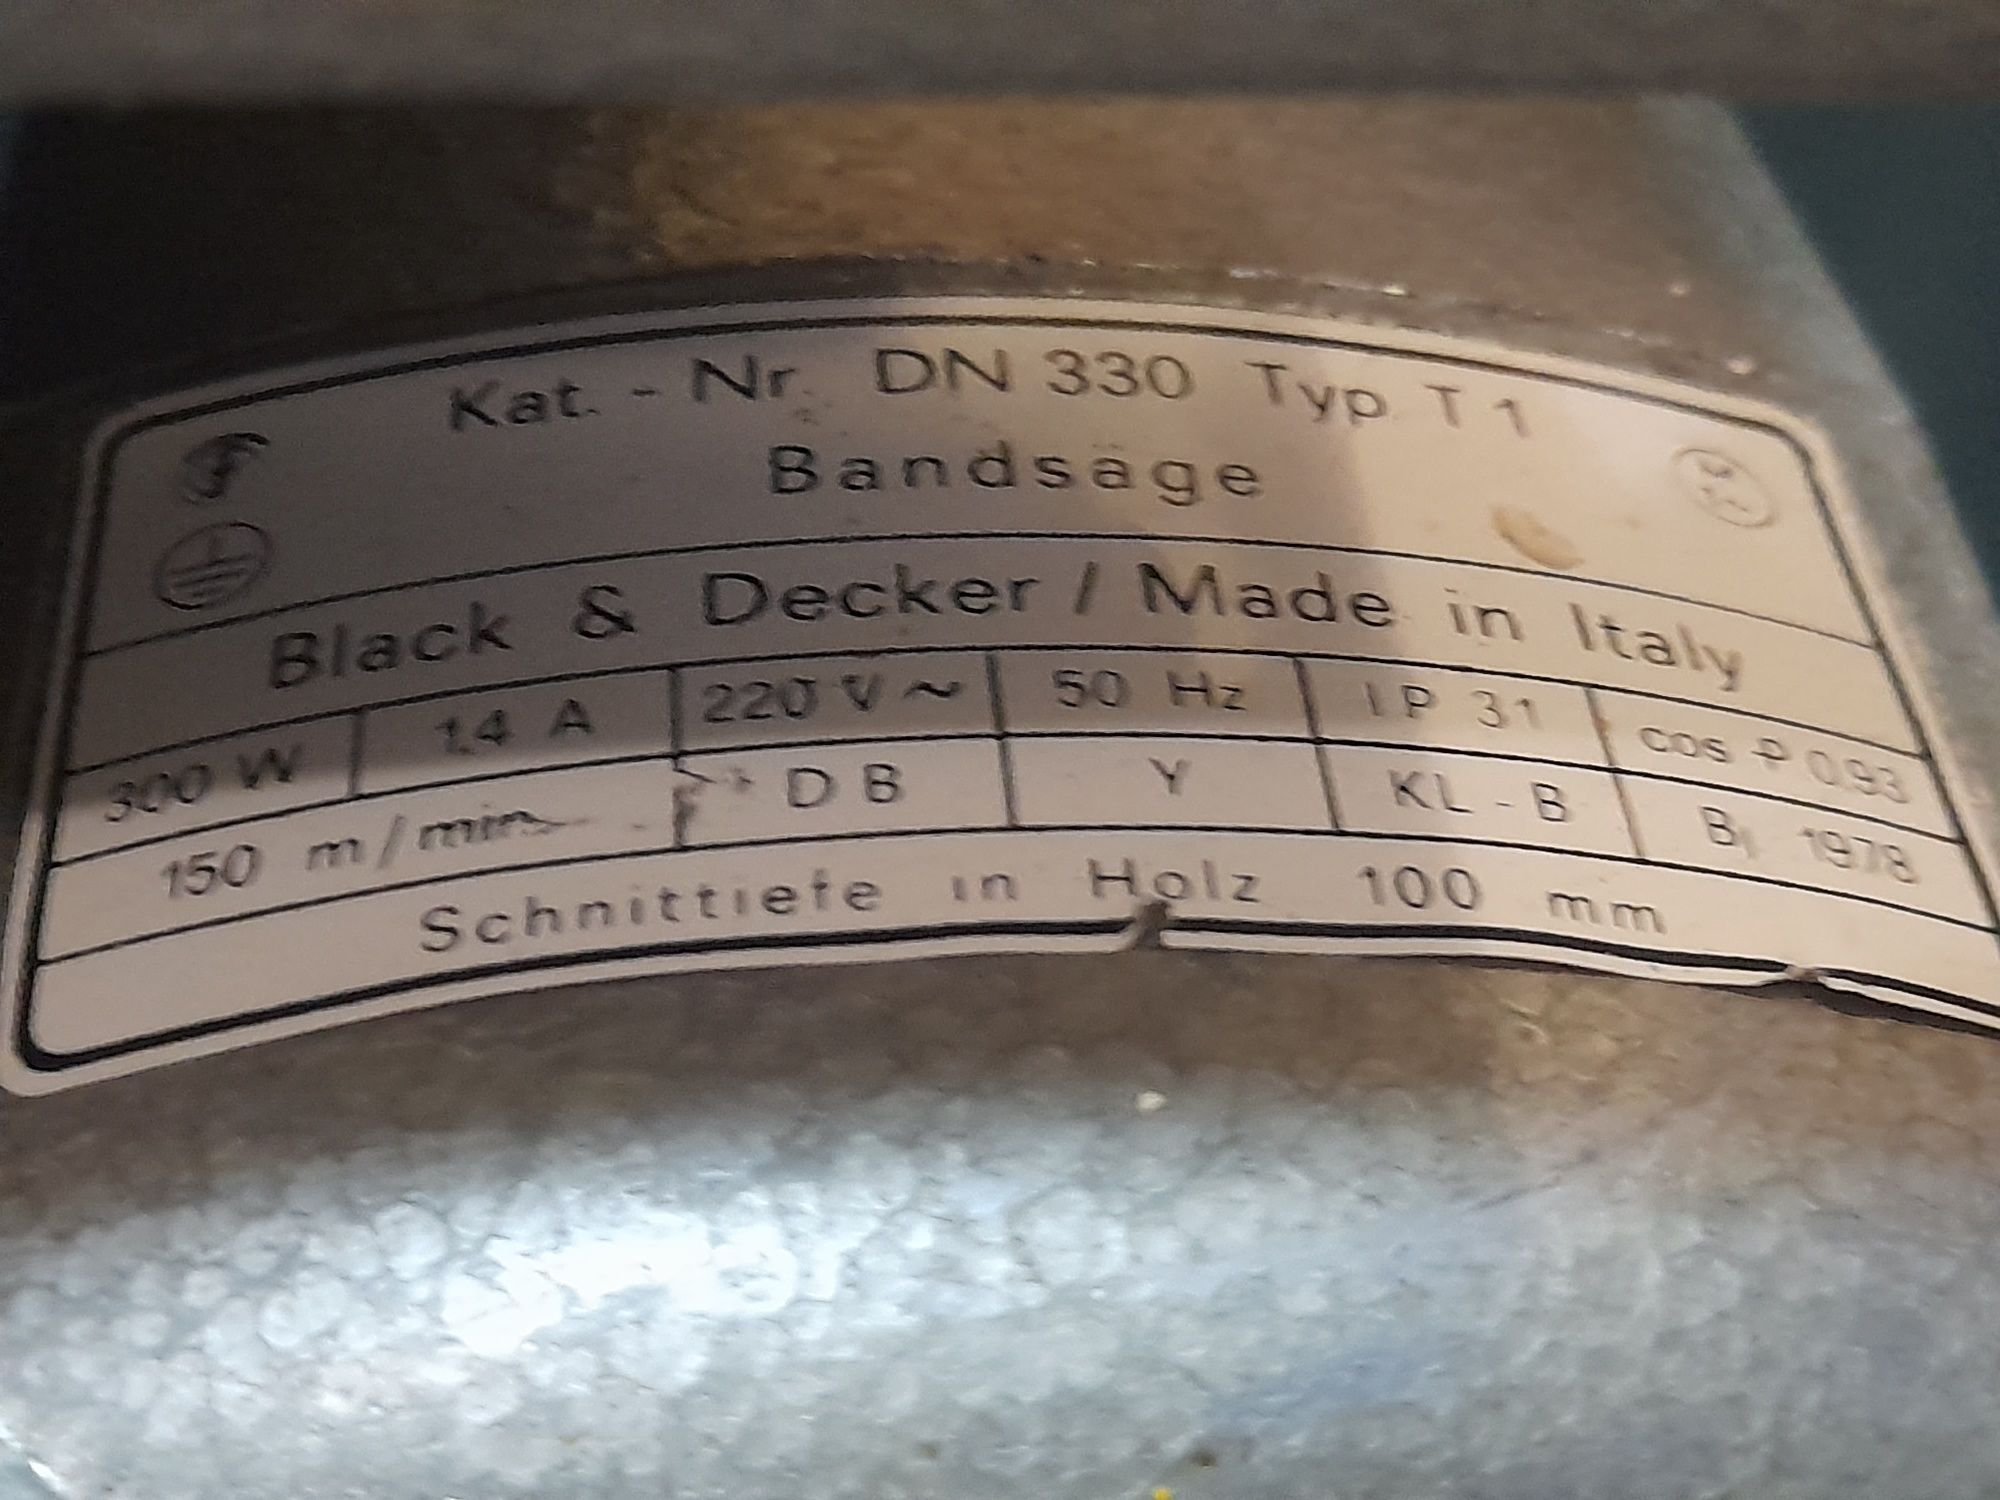 Kat. - Nr. DN 330 Typ T 1
Bandsäge
Black & Decker / Made in Italy
300 W 1.4 A 220 V ~ 50 Hz IP 31 cos φ 0.93
150 m/min DB Y KL - B Bj 1978
Schnittiefe in Holz 100 mm